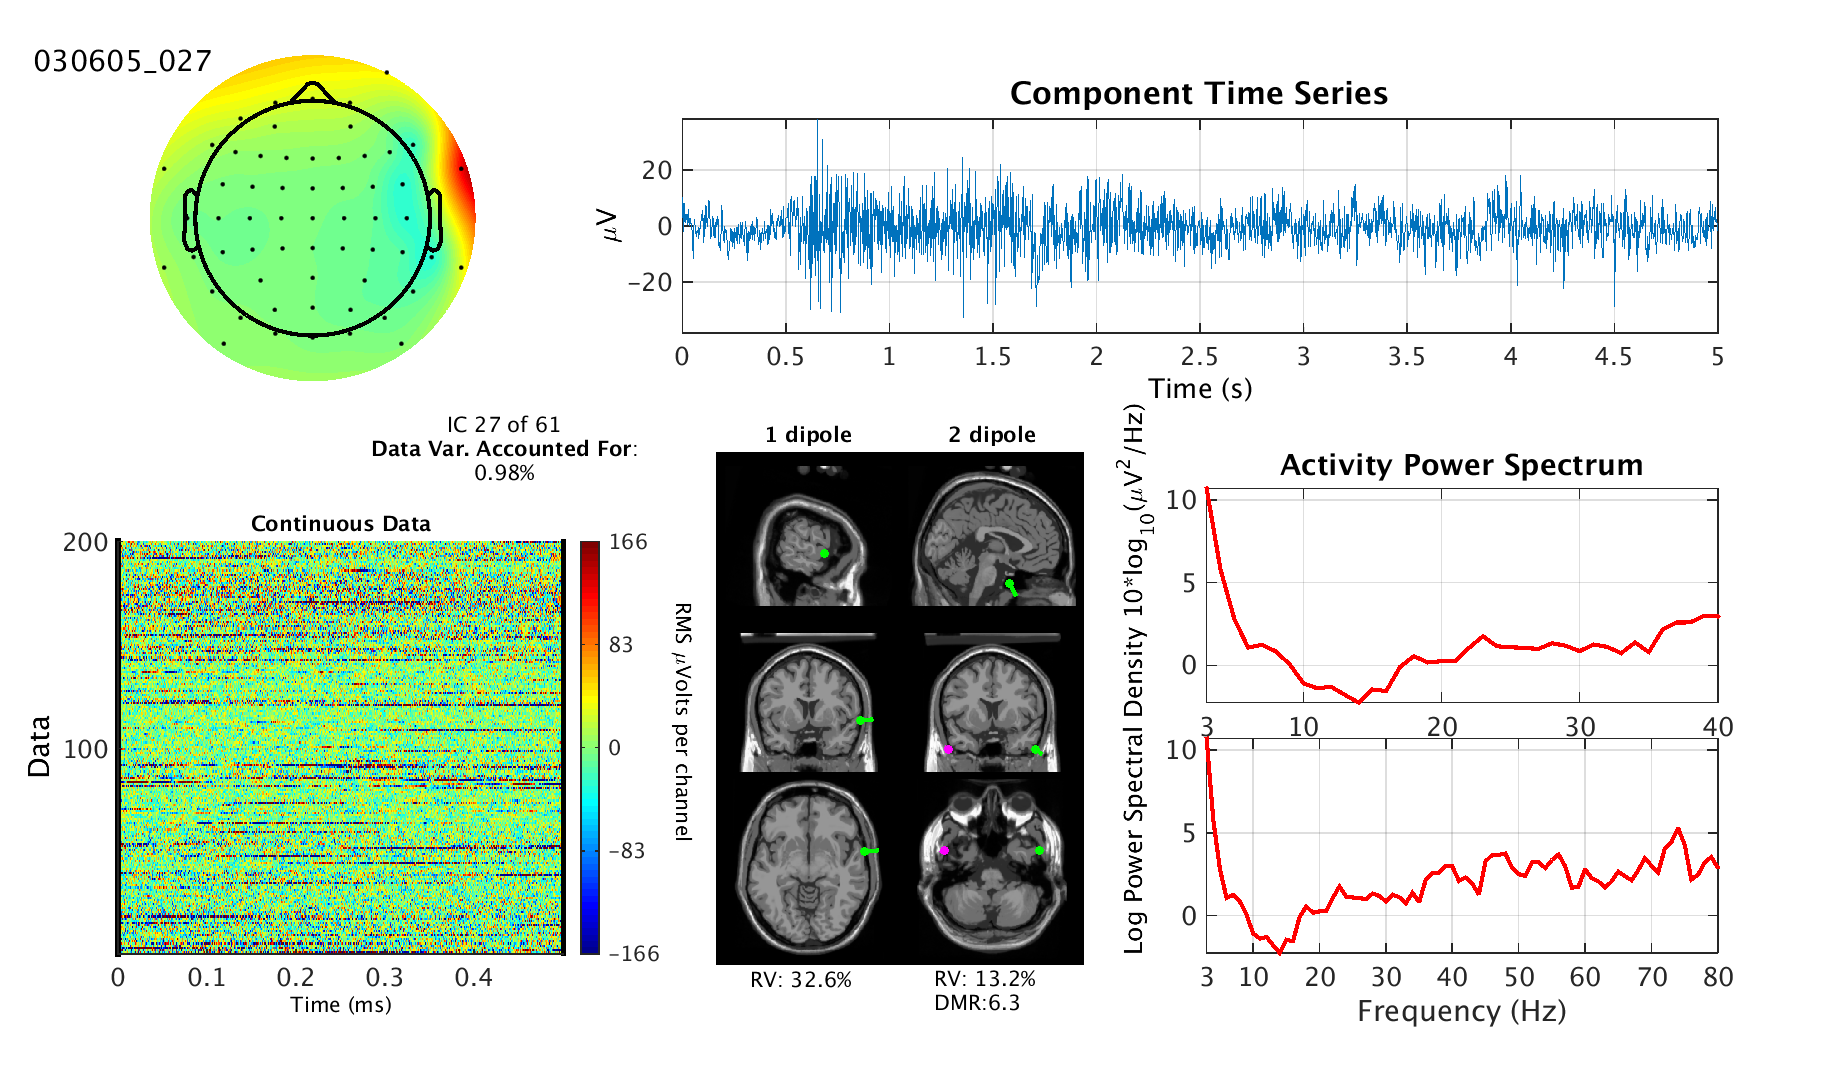 030605_027
Component Time Series
μV
20
0
−20
0 0.5 1 1.5 2 2.5 3 3.5 4 4.5 5
Time (s)
IC 27 of 61
Data Var. Accounted For:
0.98%
Continuous Data
Data
200
100
0 0.1 0.2 0.3 0.4
Time (ms)
166
83
0
−83
−166
RMS μVolts per channel
1 dipole 2 dipole
RV: 32.6%
RV: 13.2%
DMR:6.3
Activity Power Spectrum
Log Power Spectral Density 10*log10(μV2/Hz)
10
5
0
3 10 20 30 40
10
5
0
3 10 20 30 40 50 60 70 80
Frequency (Hz)